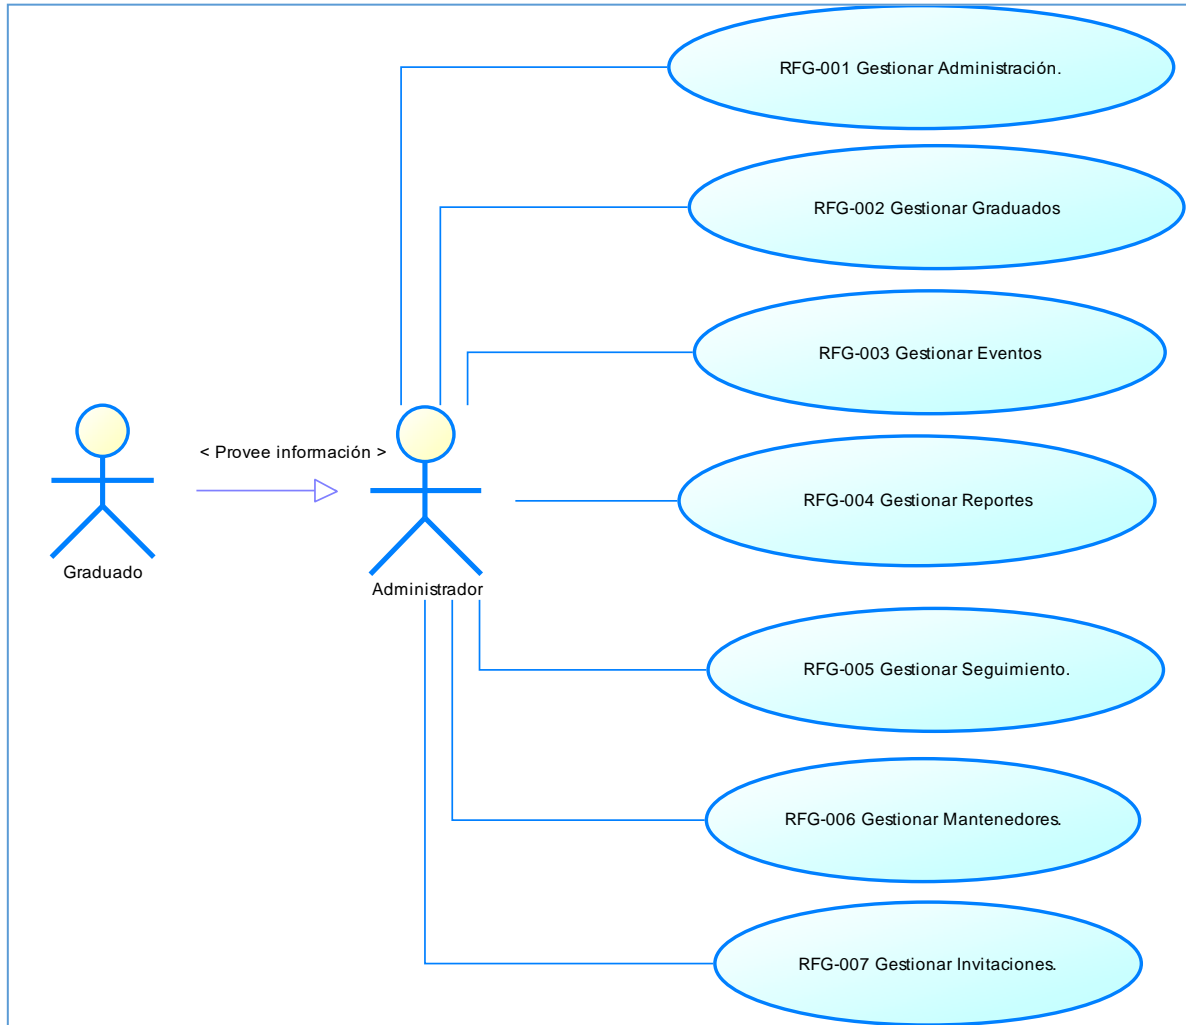 RFG-001 Gestionar Administración.
RFG-002 Gestionar Graduados
RFG-003 Gestionar Eventos
< Provee información >
RFG-004 Gestionar Reportes
Graduado
Administrador
RFG-005 Gestionar Seguimiento.
RFG-006 Gestionar Mantenedores.
RFG-007 Gestionar Invitaciones.